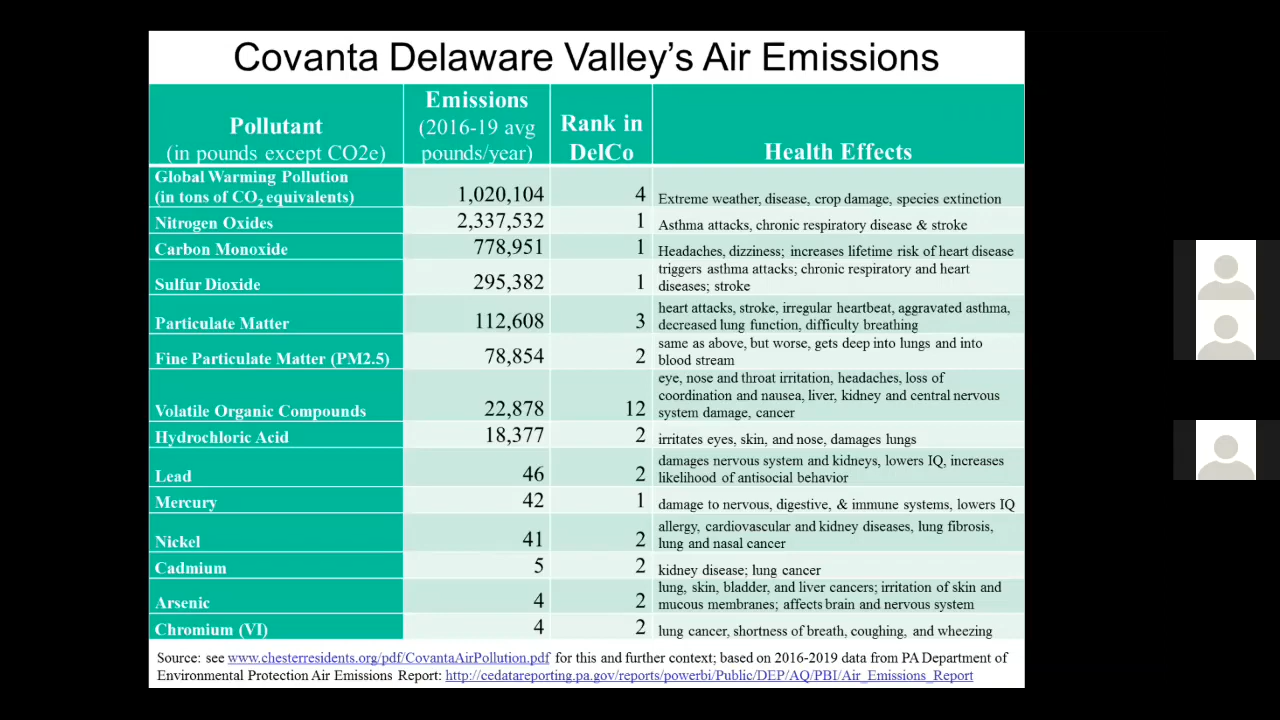 Covanta Delaware Valley's Air Emissions
Pollutant
(in pounds except CO2e)
Emissions
(2016-19 avg
pounds/year)
Rank in
DelCo
Health Effects
Global Warming Pollution
(in tons of CO2 equivalents)
1,020,104
4
Extreme weather, disease, crop damage, species extinction
Nitrogen Oxides
2,337,532
1
Asthma attacks, chronic respiratory disease & stroke
Carbon Monoxide
778,951
1
Headaches, dizziness; increases lifetime risk of heart disease
Sulfur Dioxide
295,382
1
triggers asthma attacks; chronic respiratory and heart
diseases; stroke
Particulate Matter
112,608
3
heart attacks, stroke, irregular heartbeat, aggravated asthma,
decreased lung function, difficulty breathing
Fine Particulate Matter (PM2.5)
78,854
2
same as above, but worse, gets deep into lungs and into
blood stream
Volatile Organic Compounds
22,878
12
eye, nose and throat irritation, headaches, loss of
coordination and nausea, liver, kidney and central nervous
system damage, cancer
Hydrochloric Acid
18,377
2
irritates eyes, skin, and nose, damages lungs
Lead
46
2
damages nervous system and kidneys, lowers IQ, increases
likelihood of antisocial behavior
Mercury
42
1
damage to nervous, digestive, & immune systems, lowers IQ
Nickel
41
2
allergy, cardiovascular and kidney diseases, lung fibrosis,
lung and nasal cancer
Cadmium
5
2
kidney disease; lung cancer
Arsenic
4
2
lung, skin, bladder, and liver cancers; irritation of skin and
mucous membranes; affects brain and nervous system
Chromium (VI)
4
2
lung cancer, shortness of breath, coughing, and wheezing
Source: see www.chesterresidents.org/pdf/CovantaAirPollution.pdf for this and further context; based on 2016-2019 data from PA Department of
Environmental Protection Air Emissions Report: http://cedatareporting.pa.gov/reports/powerbi/Public/DEP/AQ/PBI/Air_Emissions_Report